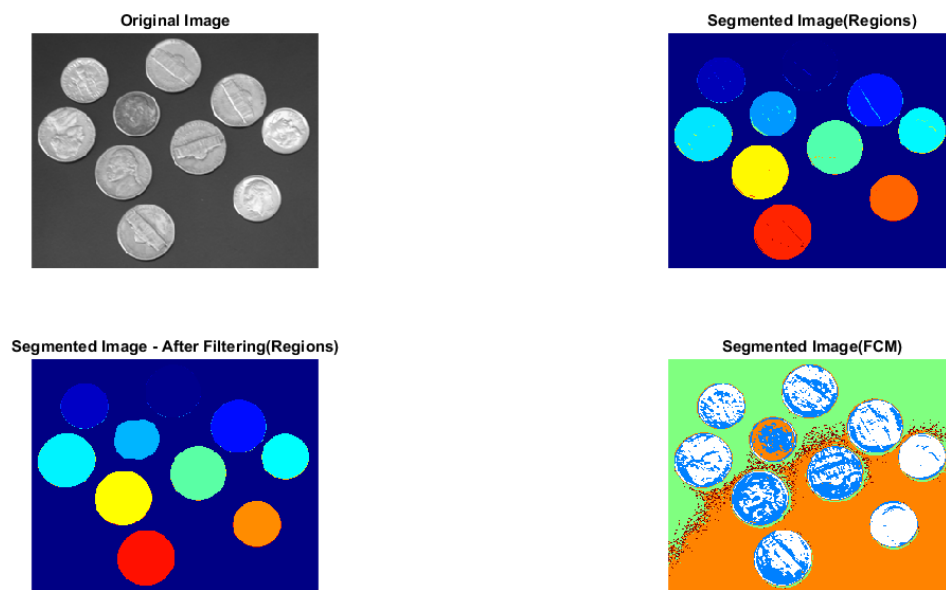 Original Image
Segmented Image(Regions)
Segmented Image - After Filtering(Regions)
Segmented Image(FCM)